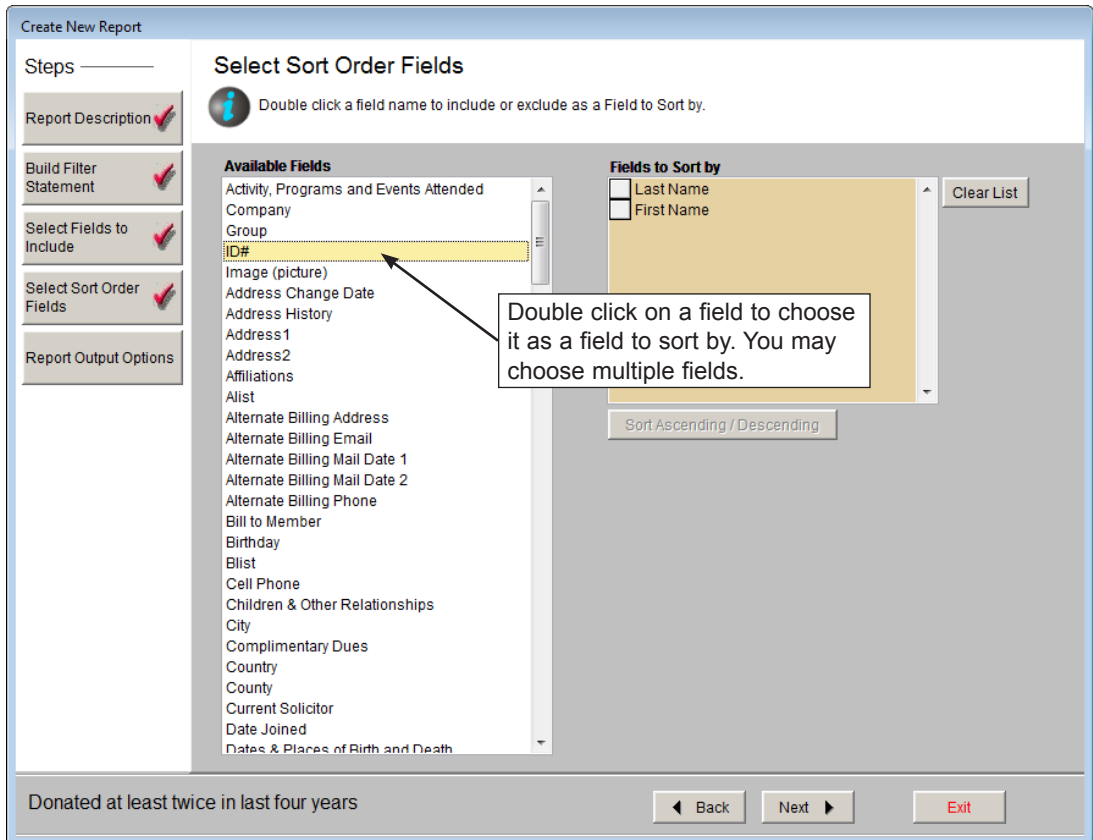 Create New Report
Steps
Report Description
Build Filter
Statement
Select Fields to
Include
Select Sort Order
Fields
Report Output Options
Select Sort Order Fields
Double click a field name to include or exclude as a Field to Sort by.
Available Fields
Activity, Programs and Events Attended
Company
Group
ID#
Image (picture)
Address Change Date
Address History
Address1
Address2
Affiliations
Alist
Alternate Billing Address
Alternate Billing Email
Alternate Billing Mail Date 1
Alternate Billing Mail Date 2
Alternate Billing Phone
Bill to Member
Birthday
Blist
Cell Phone
Children & Other Relationships
City
Complimentary Dues
Country
County
Current Solicitor
Date Joined
Dates & Places of Birth and Death
Fields to Sort by
Last Name
First Name
Clear List
Double click on a field to choose
it as a field to sort by. You may
choose multiple fields.
Sort Ascending / Descending
Donated at least twice in last four years
Back
Next
Exit